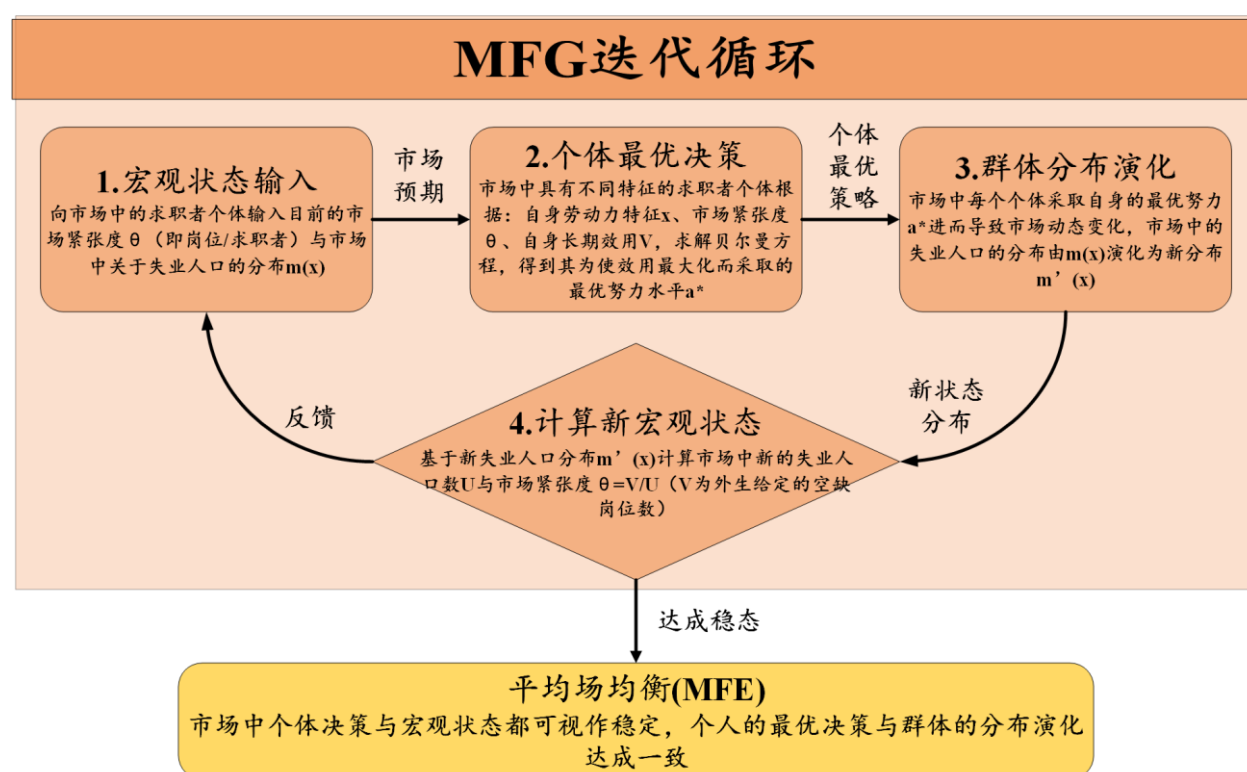 MFG迭代循环
1.宏观状态输入
向市场中的求职者个体输入目前的市
场紧张度θ（即岗位/求职者）与市场
中关于失业人口的分布m(x)
市场
预期
2.个体最优决策
市场中具有不同特征的求职者个体根
据：自身劳动力特征x、市场紧张度
θ、自身长期效用V，求解贝尔曼方
程，得到其为使效用最大化而采取的
最优努力水平a*
个体
最优
策略
3.群体分布演化
市场中每个个体采取自身的最优努力
a*进而导致市场动态变化，市场中的
失业人口的分布由m(x)演化为新分布
m’(x)
新状态
分布
4.计算新宏观状态
基于新失业人口分布m’(x)计算市场中新的失业人
口数U与市场紧张度θ=V/U（V为外生给定的空缺
岗位数）
反馈
达成稳态
平均场均衡(MFE)
市场中个体决策与宏观状态都可视作稳定，个人的最优决策与群体的分布演化
达成一致